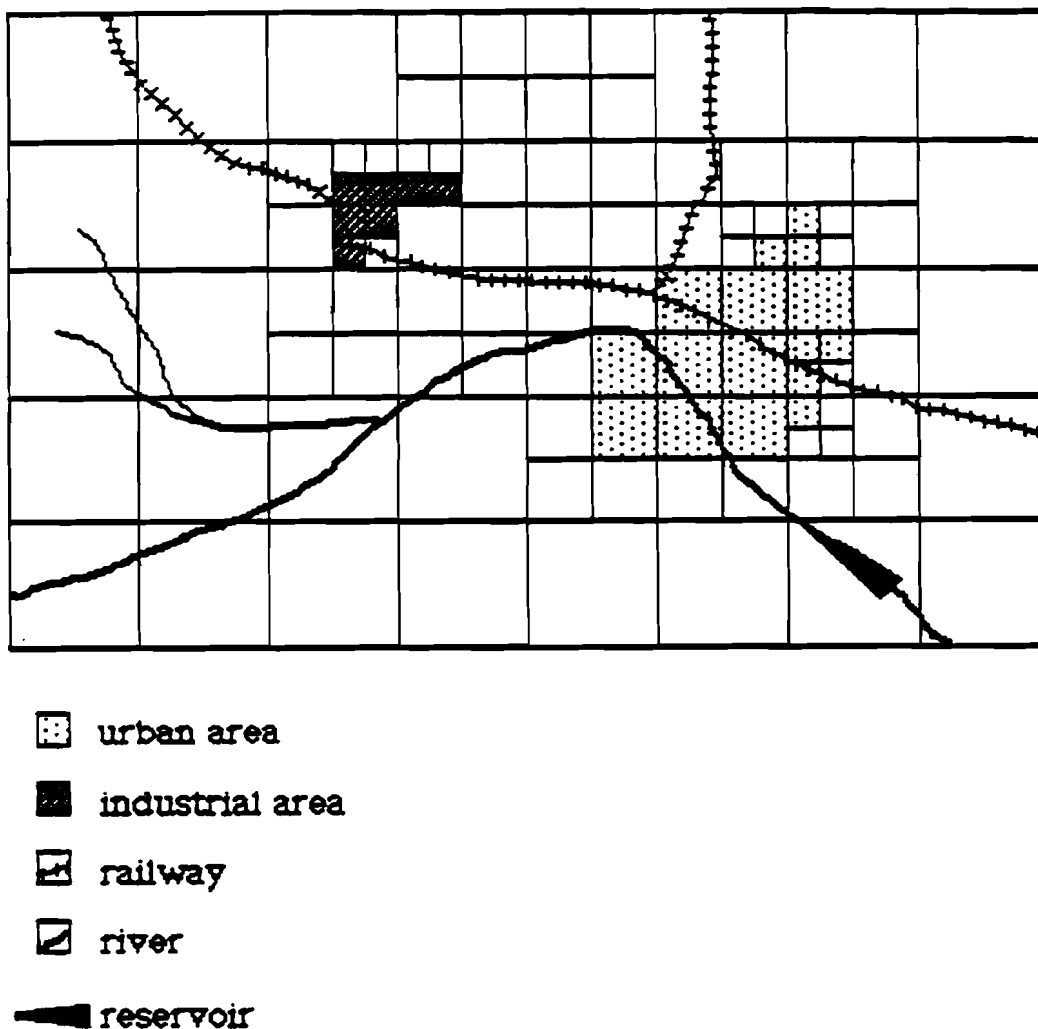 urban area
industrial area
railway
river
reservoir